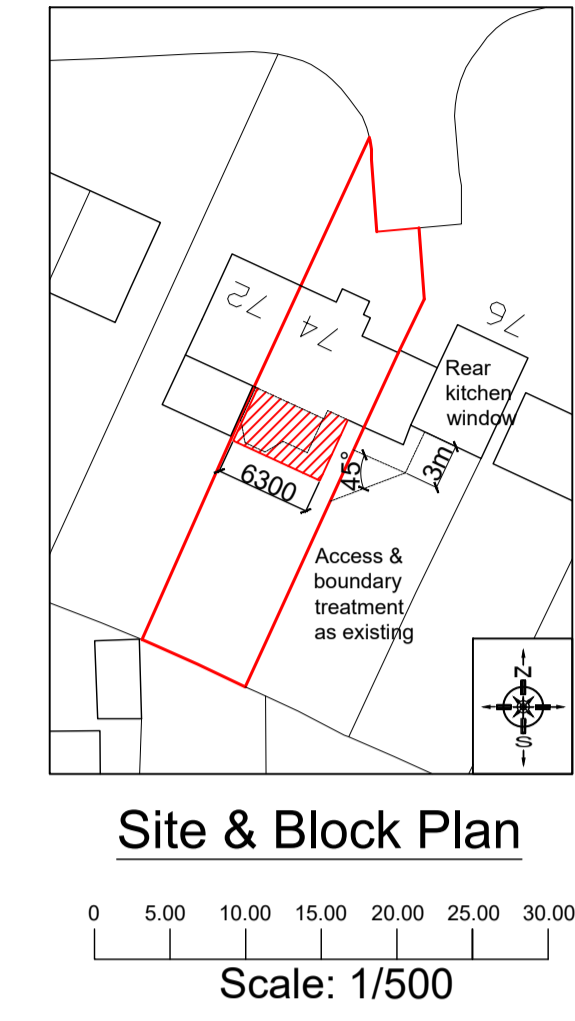 72
74
76
Rear
kitchen
window
6300
45°
3m
Access &
boundary
treatment
as existing
N
S
Site & Block Plan
0 5.00 10.00 15.00 20.00 25.00 30.00
Scale: 1/500